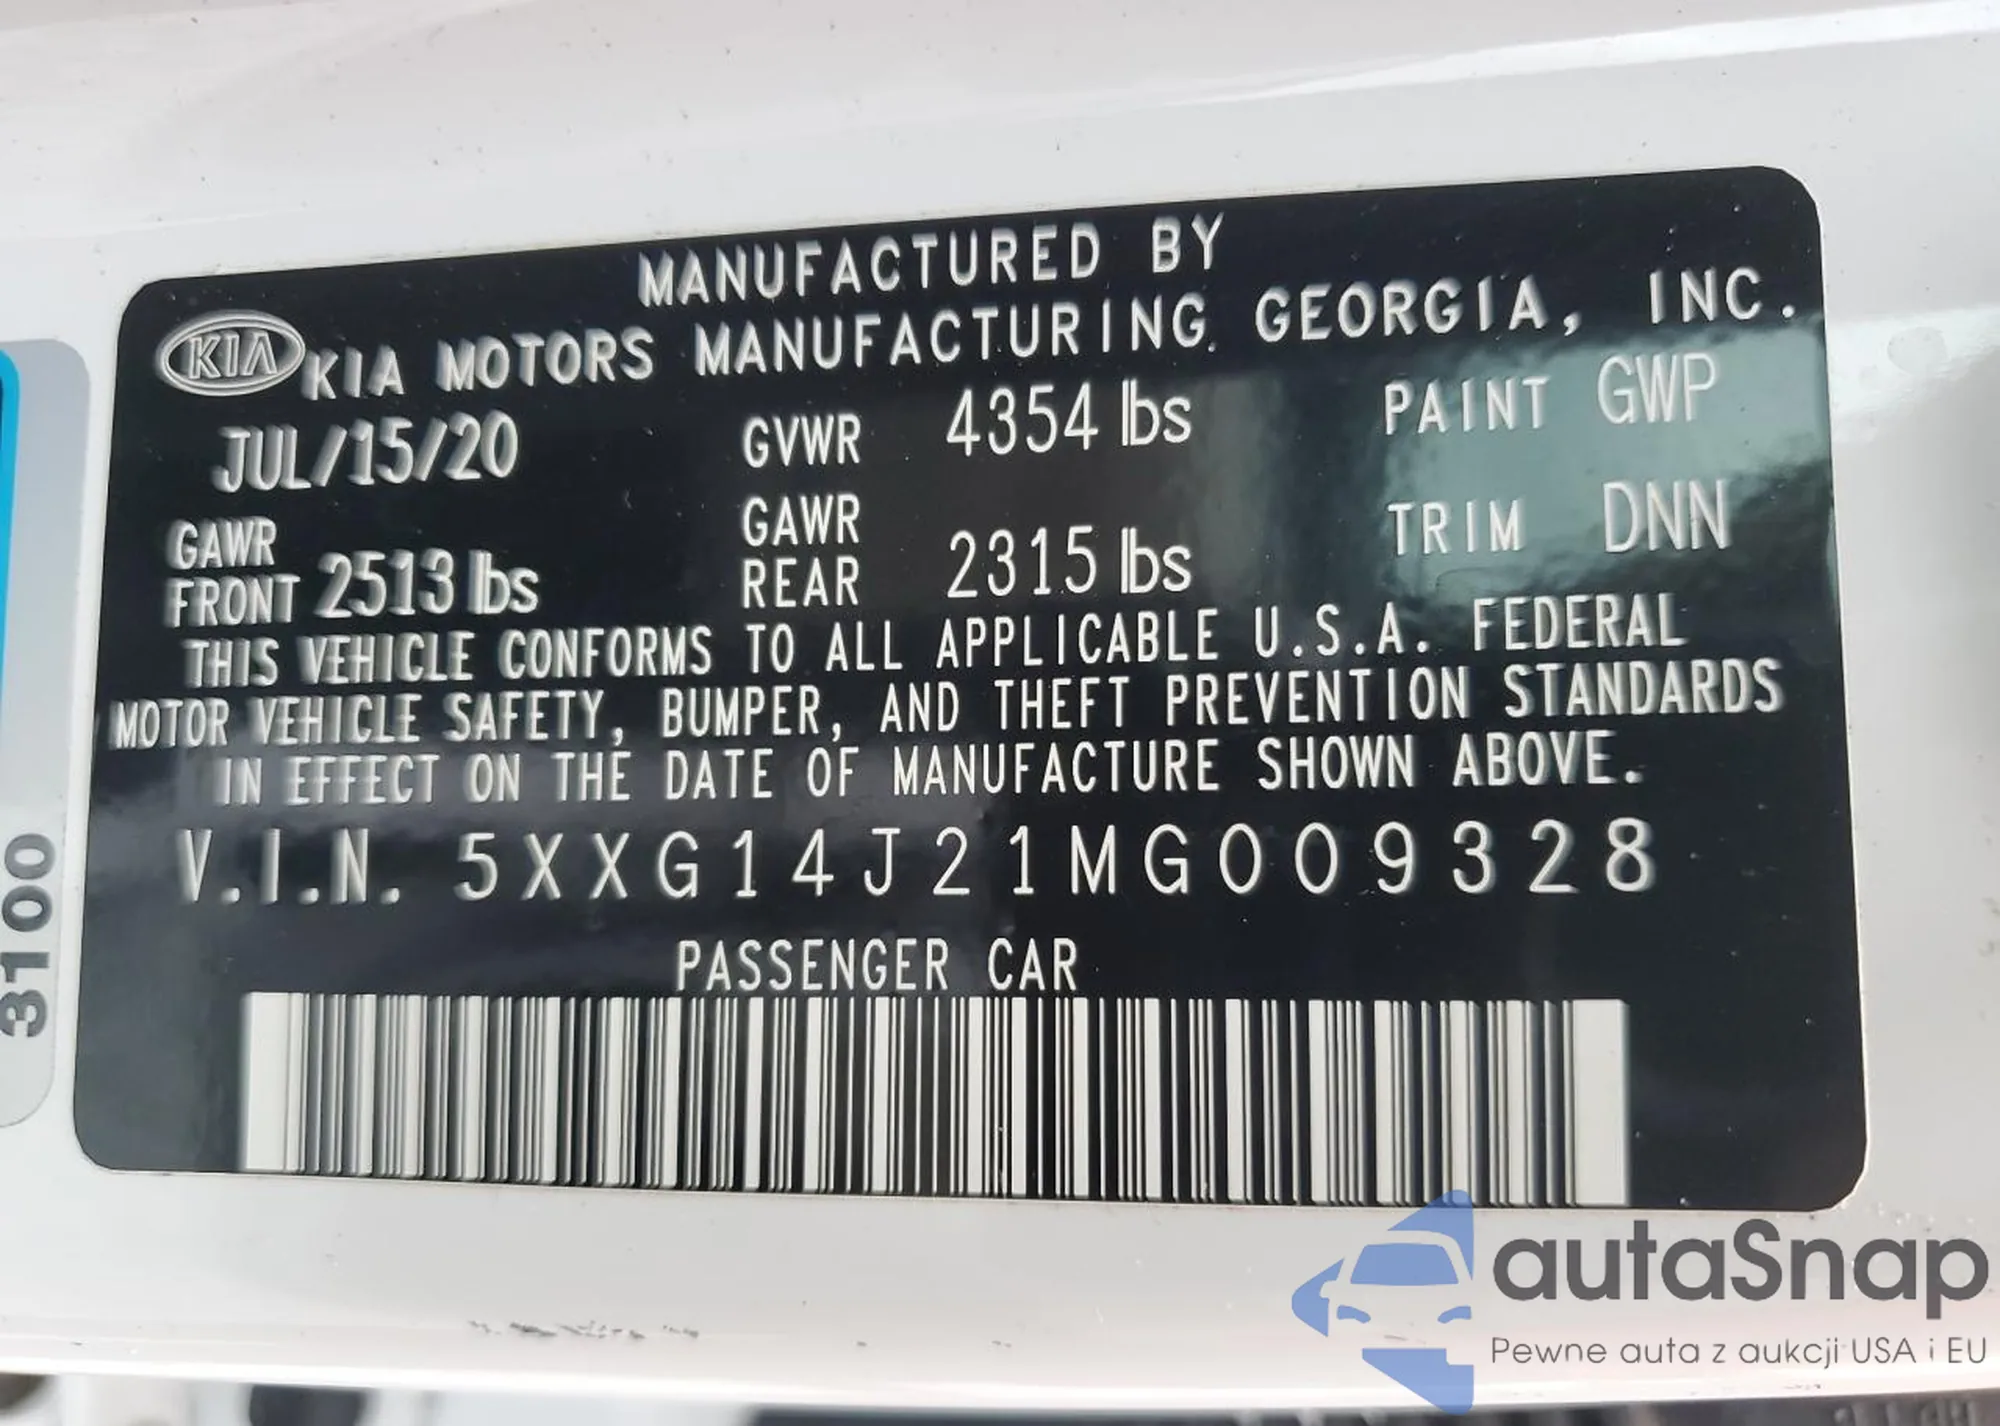 MANUFACTURED BY
KIA KIA MOTORS MANUFACTURING GEORGIA, INC.
JUL/15/20 GVWR 4354 lbs PAINT GWP
GAWR FRONT 2513 lbs GAWR REAR 2315 lbs TRIM DNN
THIS VEHICLE CONFORMS TO ALL APPLICABLE U.S.A. FEDERAL
MOTOR VEHICLE SAFETY, BUMPER, AND THEFT PREVENTION STANDARDS
IN EFFECT ON THE DATE OF MANUFACTURE SHOWN ABOVE.
V.I.N. 5XXG14J21MG009328
PASSENGER CAR
3100
autaSnap
Pewne auta z aukcji USA i EU